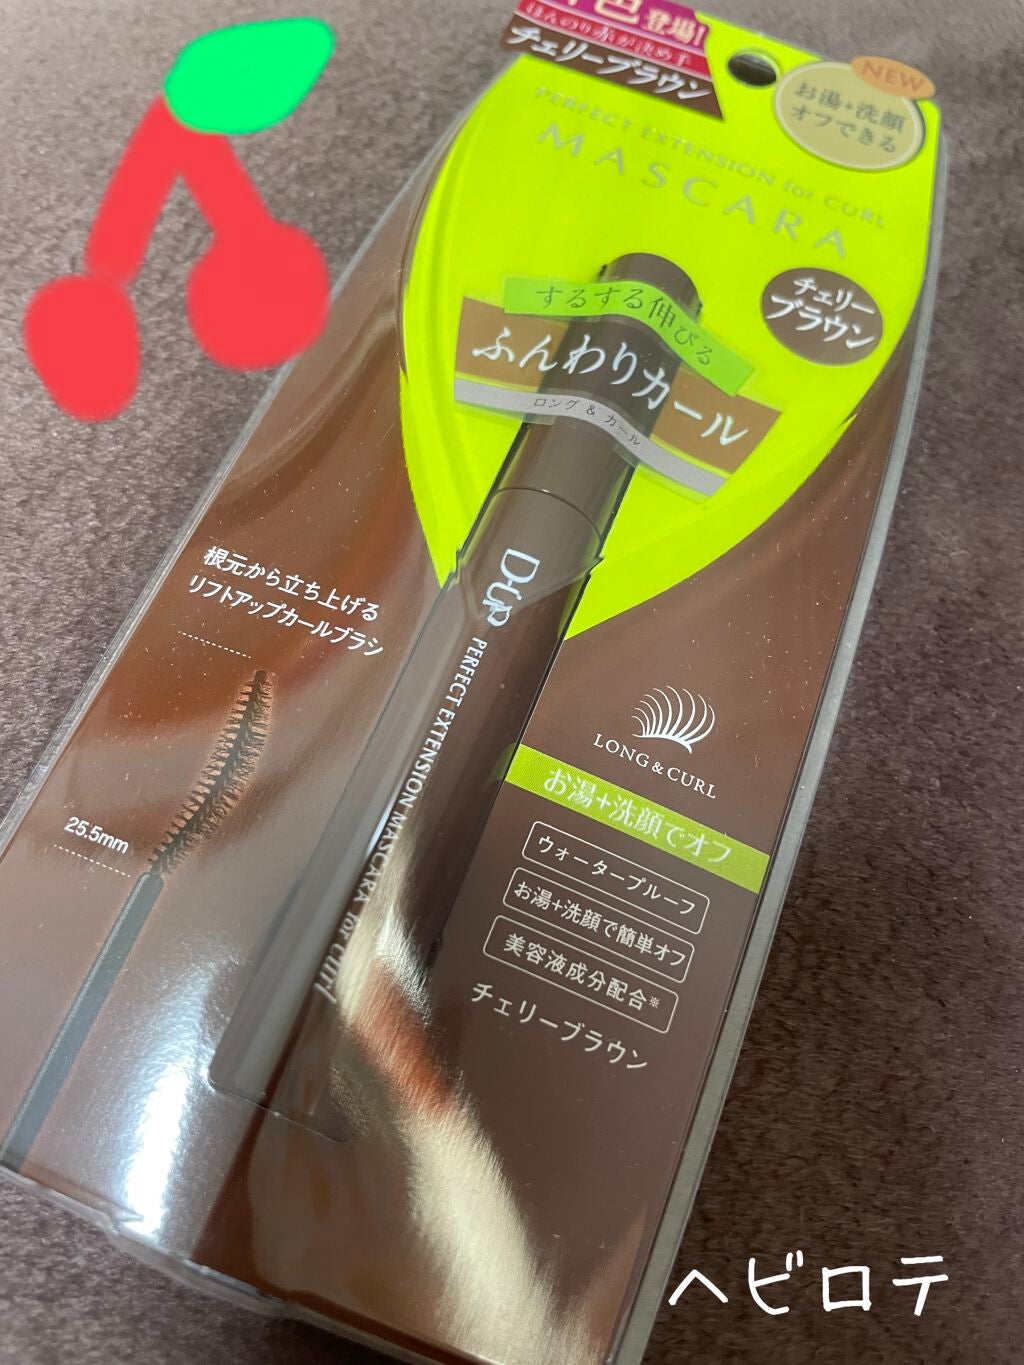 色登場!
ほんのり赤が決め手
チェリーブラウン
NEW
お湯+洗顔
オフできる
PERFECT EXTENSION for CURL
MASCARA
チェリー
ブラウン
するする伸びる
ふんわりカール
ロング & カール
根元から立ち上げる
リフトアップカールブラシ
25.5mm
D-UP
PERFECT EXTENSION MASCARA for curl
LONG & CURL
お湯+洗顔でオフ
ウォータープルーフ
お湯+洗顔で簡単オフ
美容液成分配合※
チェリーブラウン
ヘビロテ